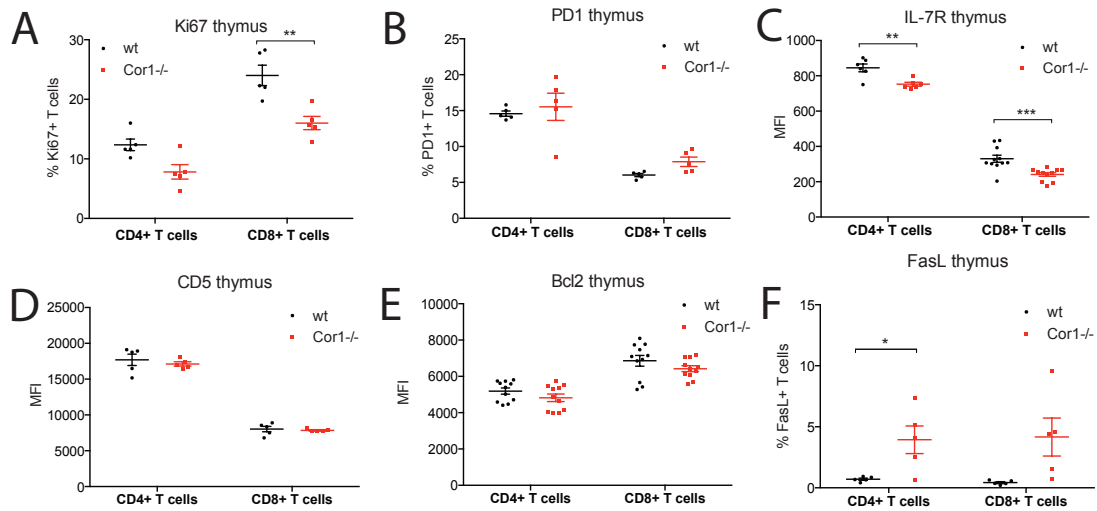 A
Ki67 thymus
wt
Cor1-/-
**
% Ki67+ T cells
30
20
10
0
CD4+ T cells
CD8+ T cells
B
PD1 thymus
wt
Cor1-/-
% PD1+ T cells
25
20
15
10
5
0
CD4+ T cells
CD8+ T cells
C
IL-7R thymus
wt
Cor1-/-
**
***
MFI
1000
800
600
400
200
0
CD4+ T cells
CD8+ T cells
D
CD5 thymus
wt
Cor1-/-
MFI
25000
20000
15000
10000
5000
0
CD4+ T cells
CD8+ T cells
E
Bcl2 thymus
wt
Cor1-/-
MFI
10000
8000
6000
4000
2000
0
CD4+ T cells
CD8+ T cells
F
FasL thymus
wt
Cor1-/-
*
% FasL+ T cells
15
10
5
0
CD4+ T cells
CD8+ T cells